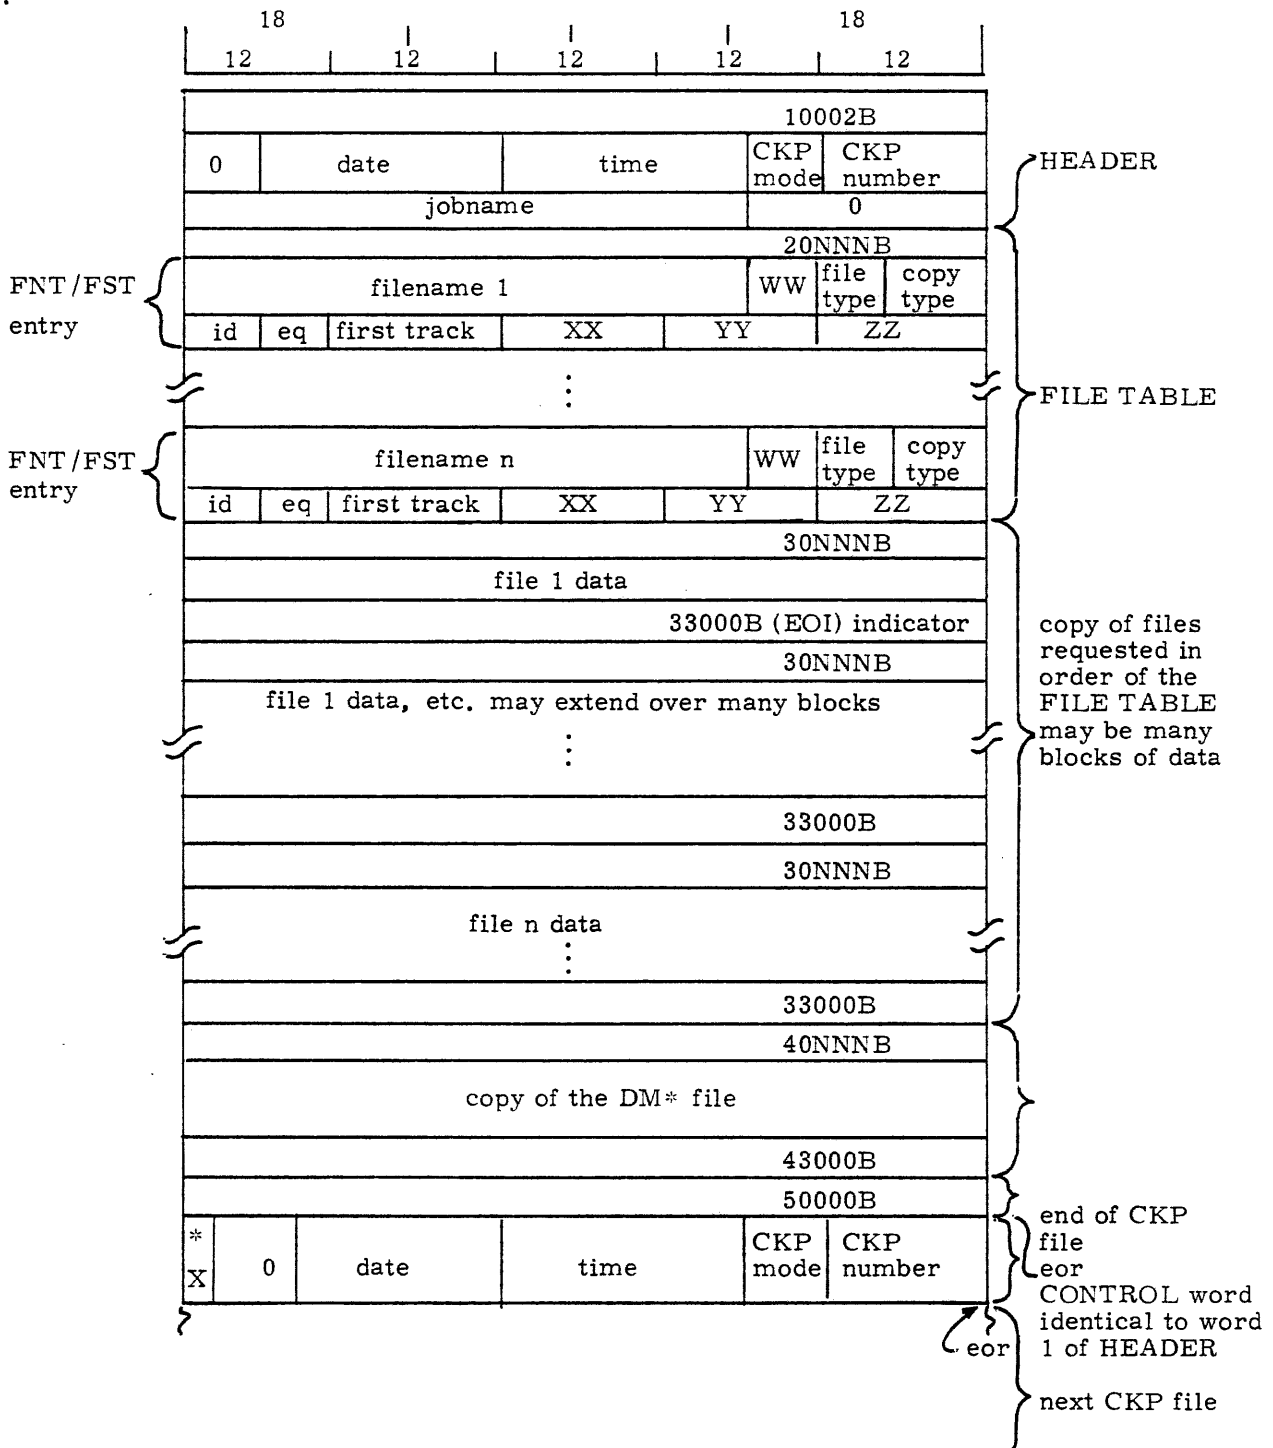 18 18
12 12 12 12 12
10002B
0 date time CKP mode CKP number
HEADER
jobname 0
20NNNB
FNT/FST entry
filename 1 WW file type copy type
id eq first track XX YY ZZ
FILE TABLE
FNT/FST entry
filename n WW file type copy type
id eq first track XX YY ZZ
30NNNB
file 1 data
33000B (EOI) indicator
30NNNB
file 1 data, etc. may extend over many blocks
copy of files
requested in
order of the
FILE TABLE
may be many
blocks of data
33000B
30NNNB
file n data
33000B
40NNNB
copy of the DM* file
43000B
50000B
* X 0 date time CKP mode CKP number
end of CKP
file
eor
CONTROL word
identical to word
1 of HEADER
eor
next CKP file